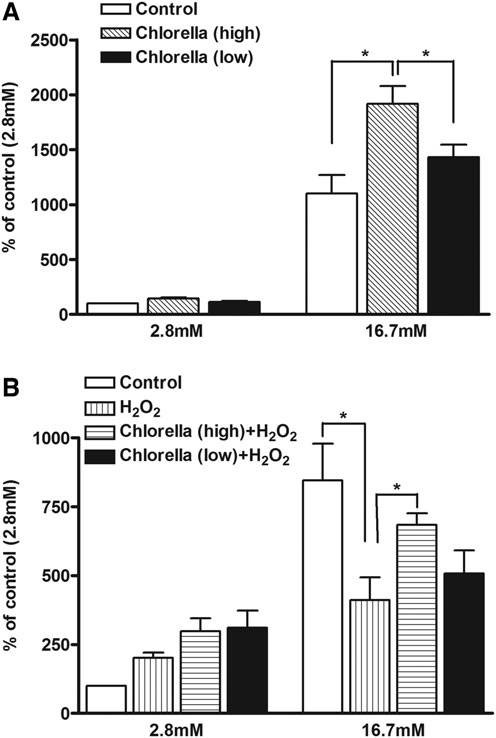 A
Control
Chlorella (high)
Chlorella (low)
% of control (2.8mM)
2500
2000
1500
1000
500
0
* *
2.8mM 16.7mM
B
Control
H₂O₂
Chlorella (high)+H₂O₂
Chlorella (low)+H₂O₂
% of control (2.8mM)
1000
750
500
250
0
*
*
2.8mM 16.7mM